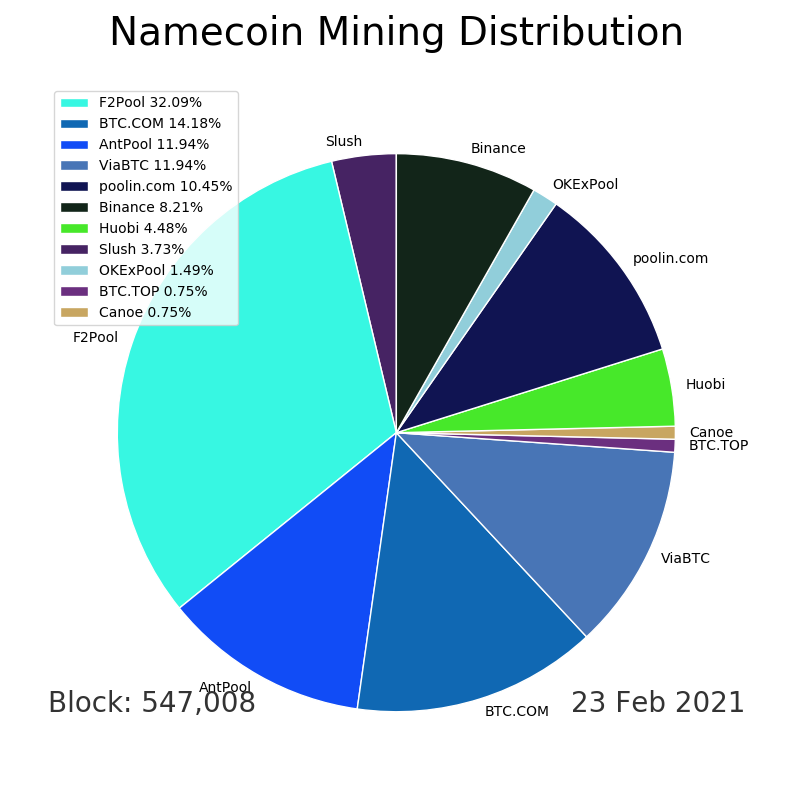 Namecoin Mining Distribution
F2Pool 32.09%
BTC.COM 14.18%
AntPool 11.94%
ViaBTC 11.94%
poolin.com 10.45%
Binance 8.21%
Huobi 4.48%
Slush 3.73%
OKExPool 1.49%
BTC.TOP 0.75%
Canoe 0.75%
Slush
Binance
OKExPool
poolin.com
F2Pool
Huobi
Canoe
BTC.TOP
ViaBTC
AntPool
BTC.COM
Block: 547,008
23 Feb 2021